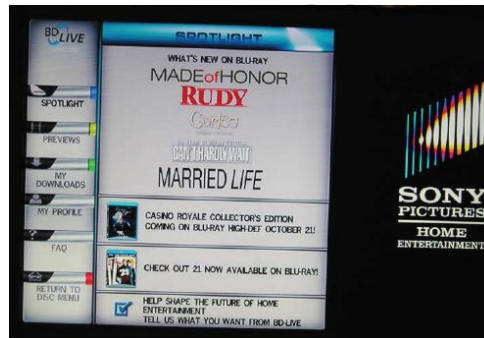 BD LIVE
SPOTLIGHT
PREVIEWS
MY
DOWNLOADS
MY PROFILE
FAQ
RETURN TO
DISC MENU
SPOTLIGHT
WHAT'S NEW ON BLU-RAY
MADE of HONOR
RUDY
CAN'T HARDLY WAIT
MARRIED LIFE
CASINO ROYALE COLLECTOR'S EDITION
COMING ON BLU-RAY HIGH-DEF OCTOBER 21!
CHECK OUT 21 NOW AVAILABLE ON BLU-RAY!
HELP SHAPE THE FUTURE OF HOME
ENTERTAINMENT
TELL US WHAT YOU WANT FROM BD-LIVE
SONY
PICTURES
HOME
ENTERTAINMENT